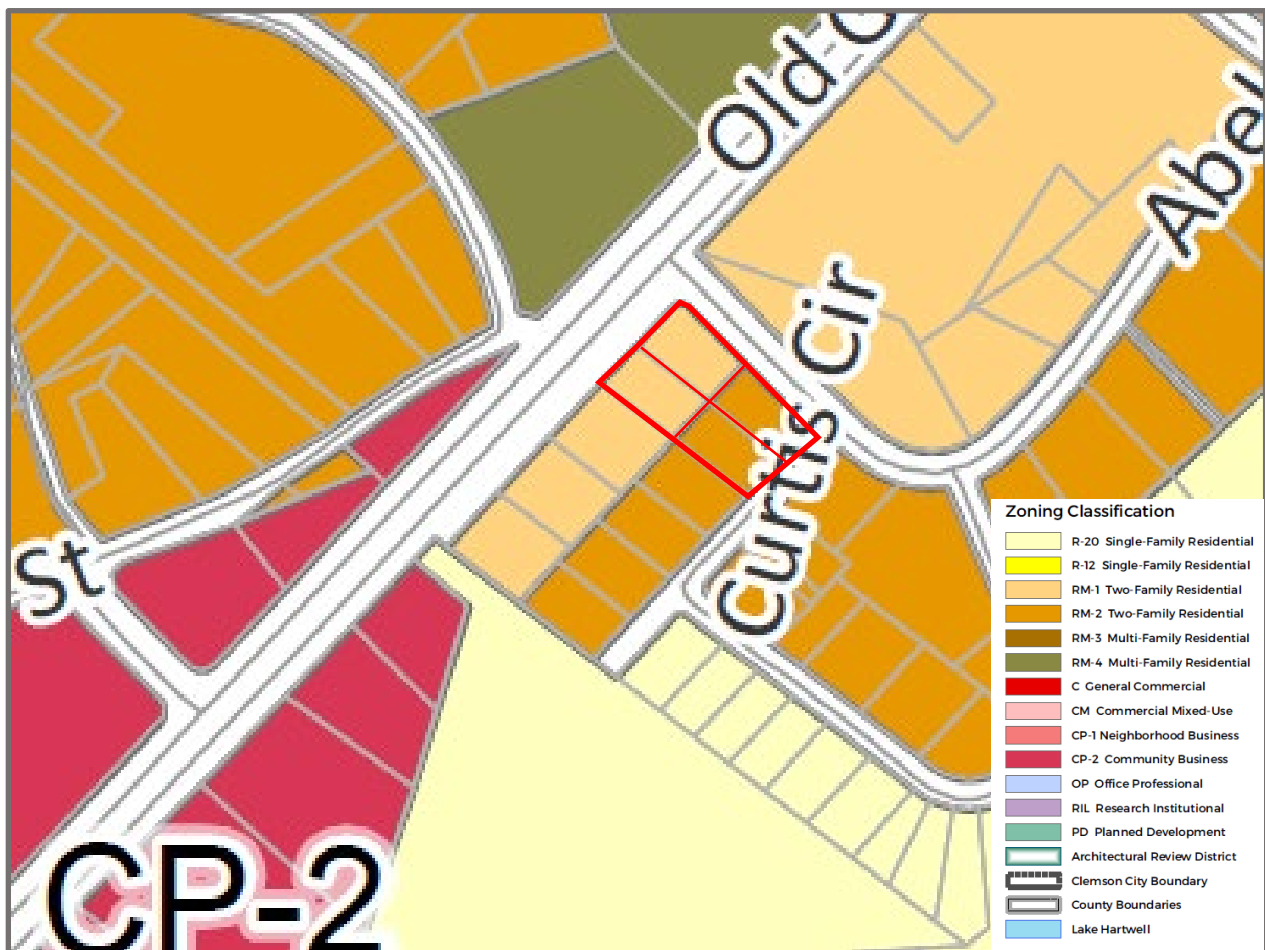 Old
Abe
Curtis Cir
Curtis
St
CP-2
Zoning Classification
R-20 Single-Family Residential
R-12 Single-Family Residential
RM-1 Two-Family Residential
RM-2 Two-Family Residential
RM-3 Multi-Family Residential
RM-4 Multi-Family Residential
C General Commercial
CM Commercial Mixed-Use
CP-1 Neighborhood Business
CP-2 Community Business
OP Office Professional
RIL Research Institutional
PD Planned Development
Architectural Review District
Clemson City Boundary
County Boundaries
Lake Hartwell